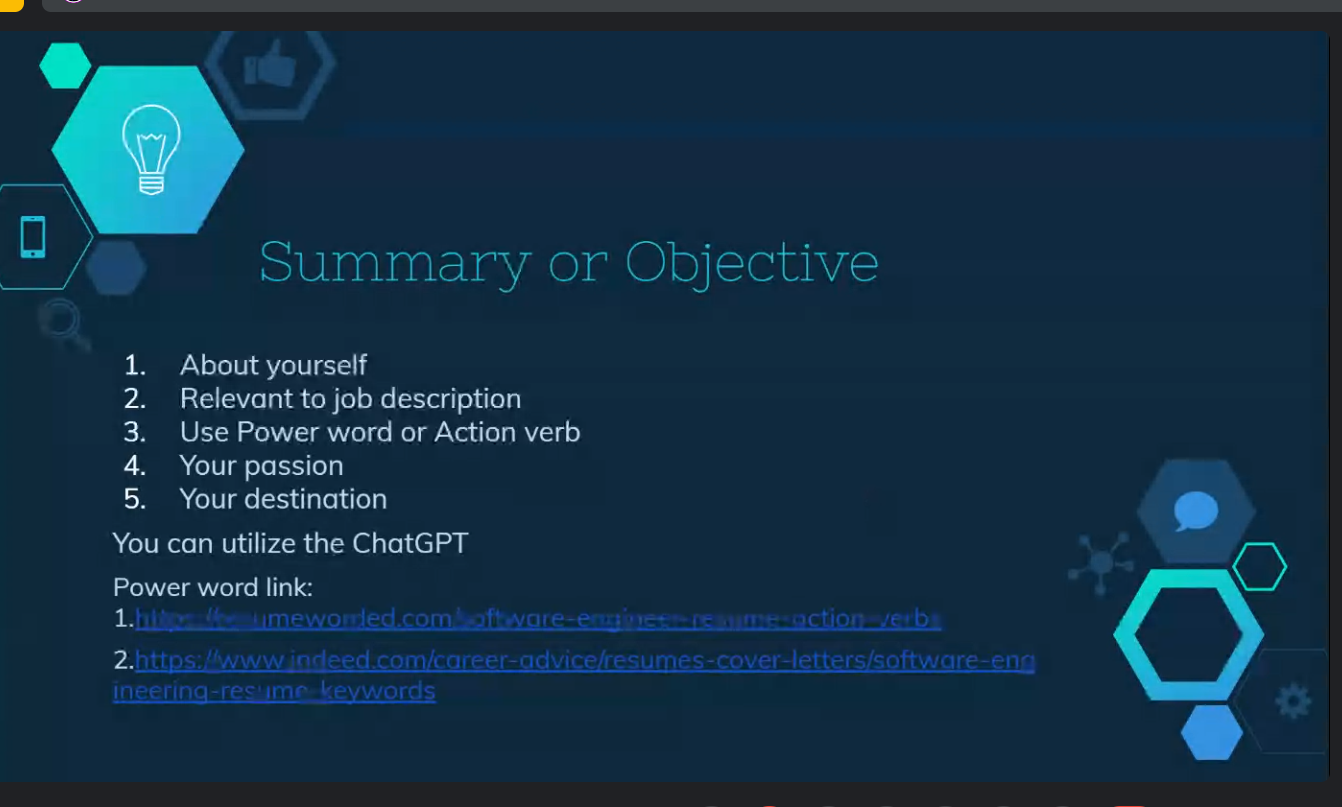 Summary or Objective
1. About yourself
2. Relevant to job description
3. Use Power word or Action verb
4. Your passion
5. Your destination
You can utilize the ChatGPT
Power word link:
1.https://resumeworded.com/software-engineer-resume-action-verbs
2.https://www.indeed.com/career-advice/resumes-cover-letters/software-eng
ineering-resume-keywords